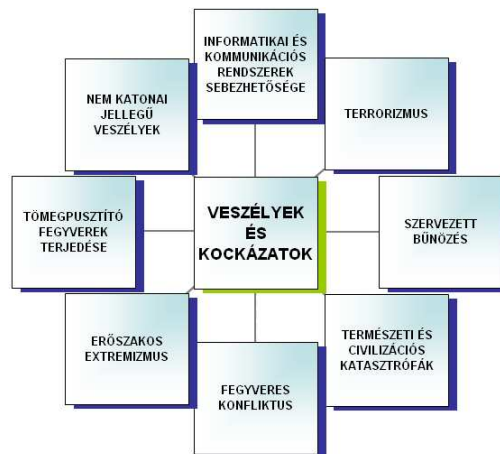 INFORMATIKAI ÉS
KOMMUNIKÁCIÓS
RENDSZEREK
SEBEZHETŐSÉGE
NEM KATONAI
JELLEGŰ
VESZÉLYEK
TERRORIZMUS
TÖMEGPUSZTÍTÓ
FEGYVEREK
TERJEDÉSE
VESZÉLYEK
ÉS
KOCKÁZATOK
SZERVEZETT
BŰNÖZÉS
ERŐSZAKOS
EXTREMIZMUS
TERMÉSZETI ÉS
CIVILIZÁCIÓS
KATASZTRÓFÁK
FEGYVERES
KONFLIKTUS